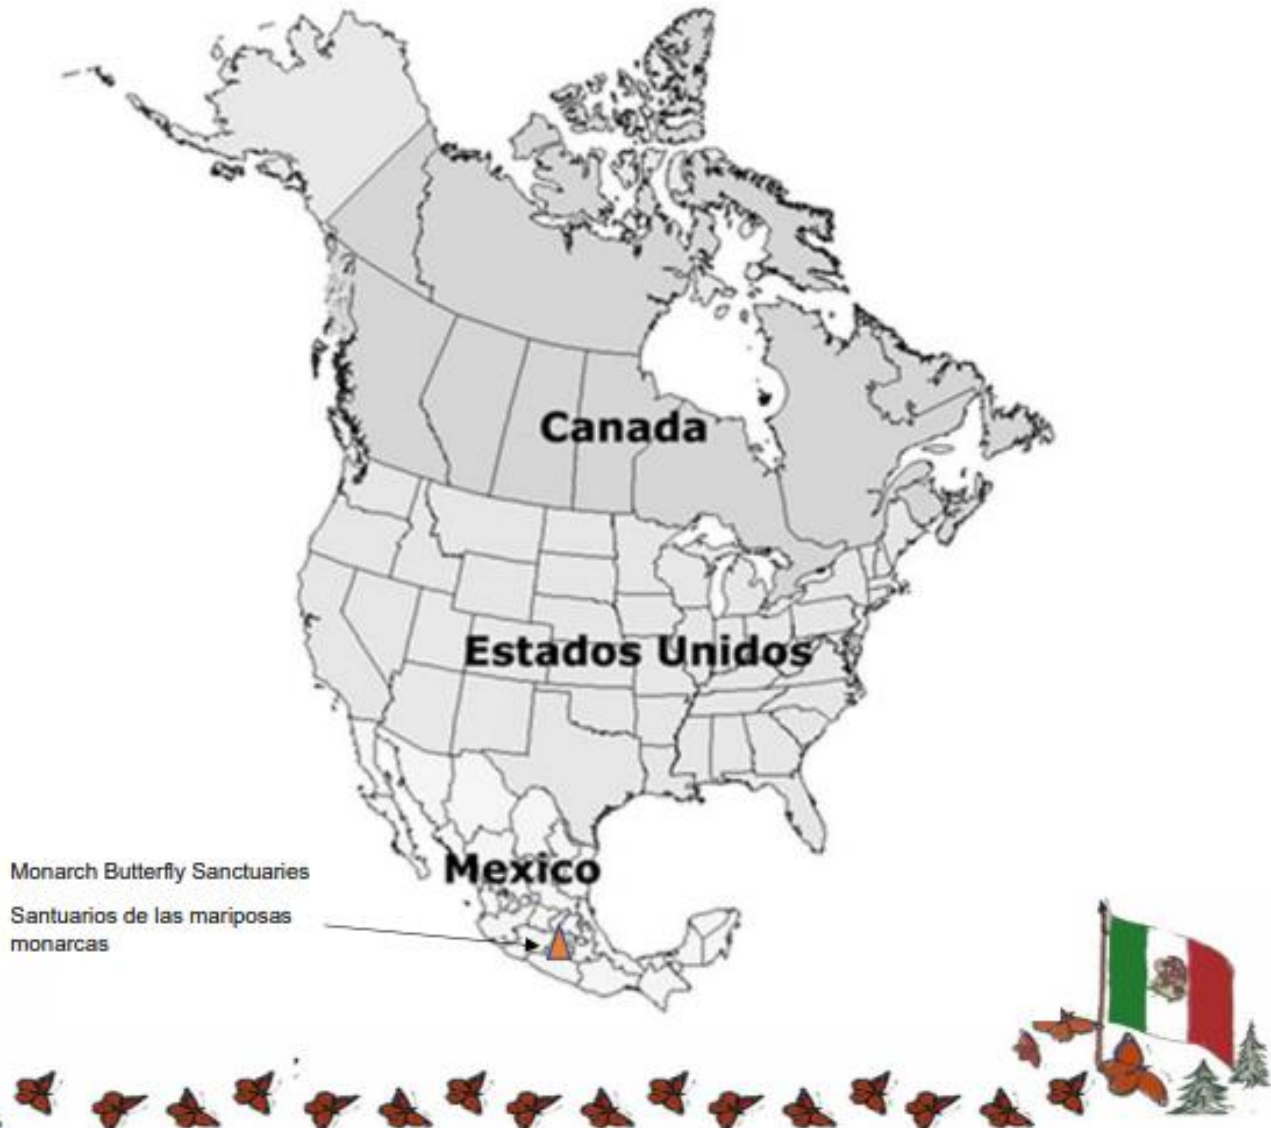 Canada
Estados Unidos
Mexico
Monarch Butterfly Sanctuaries
Santuarios de las mariposas
monarcas